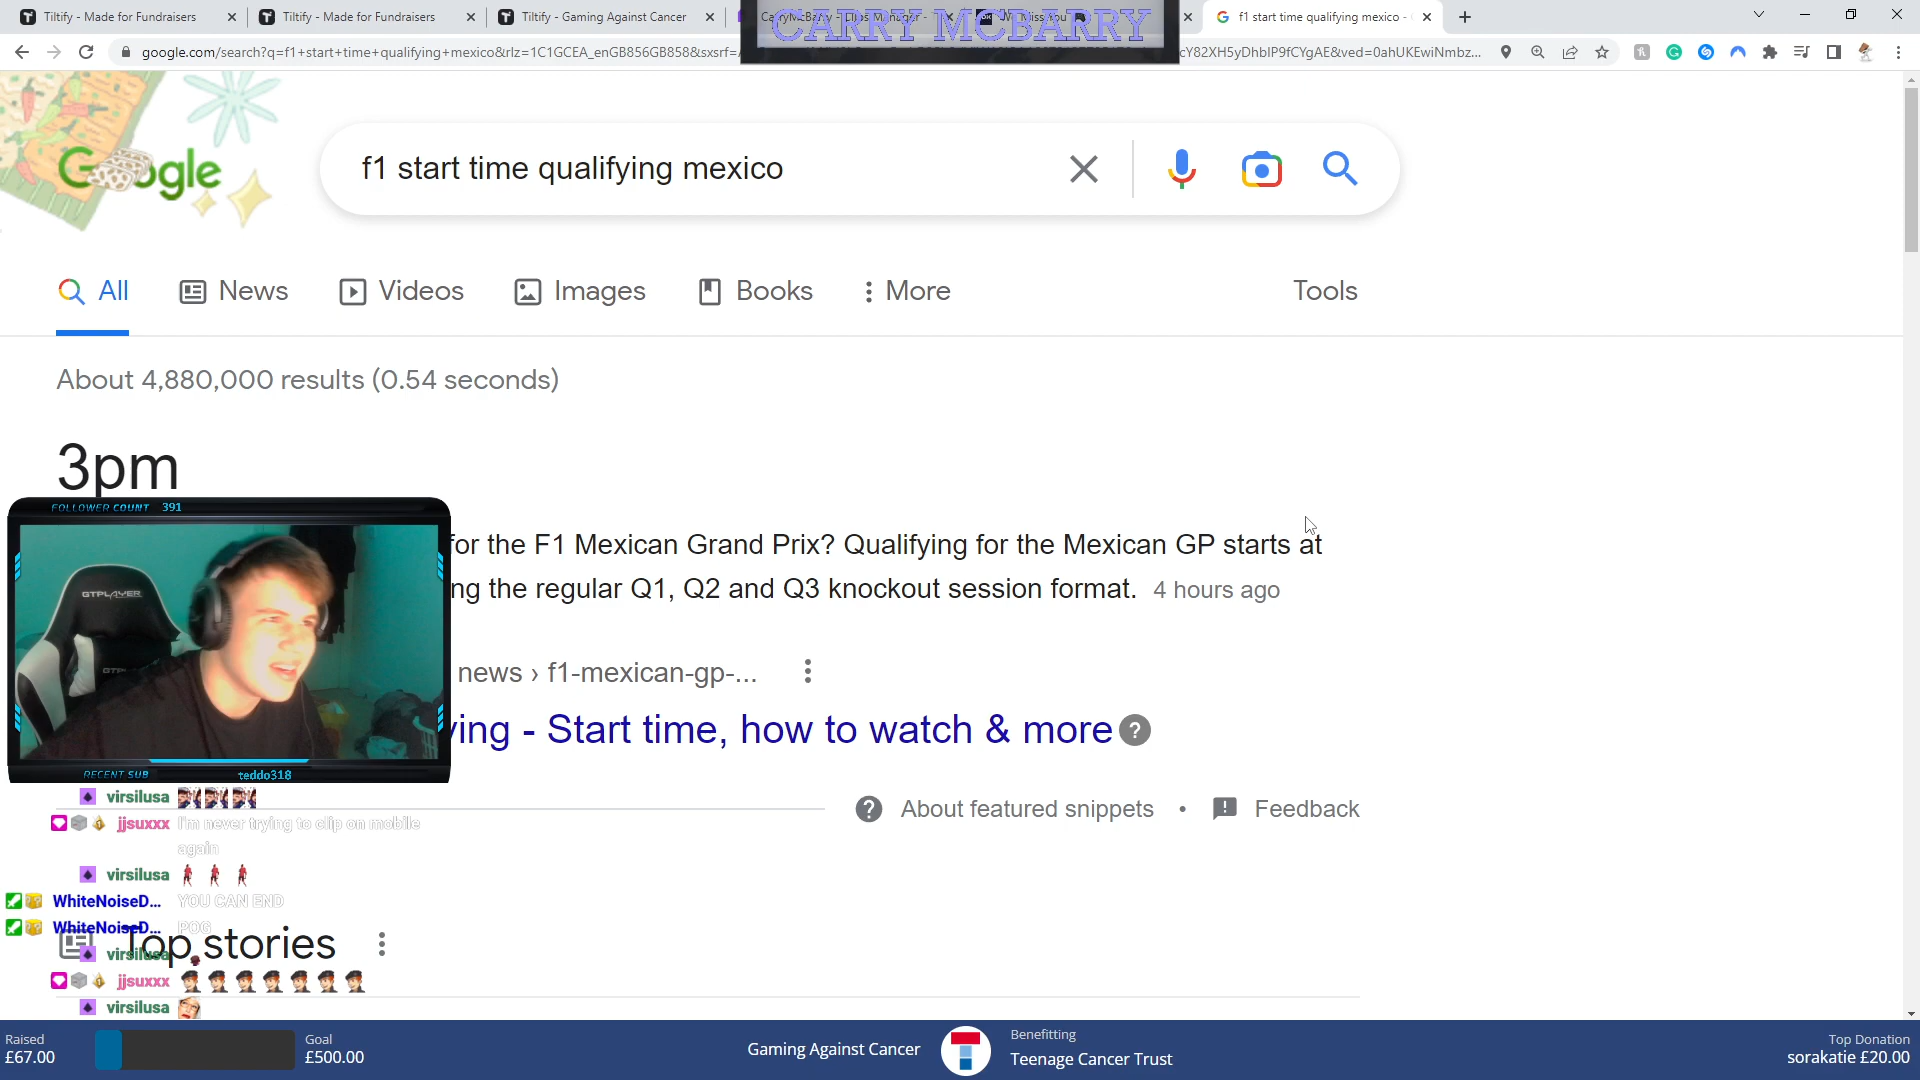 Tiltify - Made for Fundraisers
Tiltify - Made for Fundraisers
Tiltify - Gaming Against Cancer
CARRY MCBARRY
f1 start time qualifying mexico -
google.com/search?q=f1+start+time+qualifying+mexico&rlz=1C1GCEA_enGB856GB858&sxsrf=
cY82XH5yDhbIP9fCYgAE&ved=0ahUKEwiNmbz...
Google
f1 start time qualifying mexico
All
News
Videos
Images
Books
More
Tools
About 4,880,000 results (0.54 seconds)
3pm
for the F1 Mexican Grand Prix? Qualifying for the Mexican GP starts at
ng the regular Q1, Q2 and Q3 knockout session format. 4 hours ago
news › f1-mexican-gp-...
ying - Start time, how to watch & more
About featured snippets • Feedback
FOLLOWER COUNT 391
GTPLAYER
RECENT SUB teddo318
virsilusa
jjsuxxx I'm never trying to clip on mobile
again
virsilusa
WhiteNoiseD... YOU CAN END
WhiteNoiseD... POG
Top stories
virsilusa
jjsuxxx
virsilusa
Raised
£67.00
Goal
£500.00
Gaming Against Cancer
Benefitting
Teenage Cancer Trust
Top Donation
sorakatie £20.00